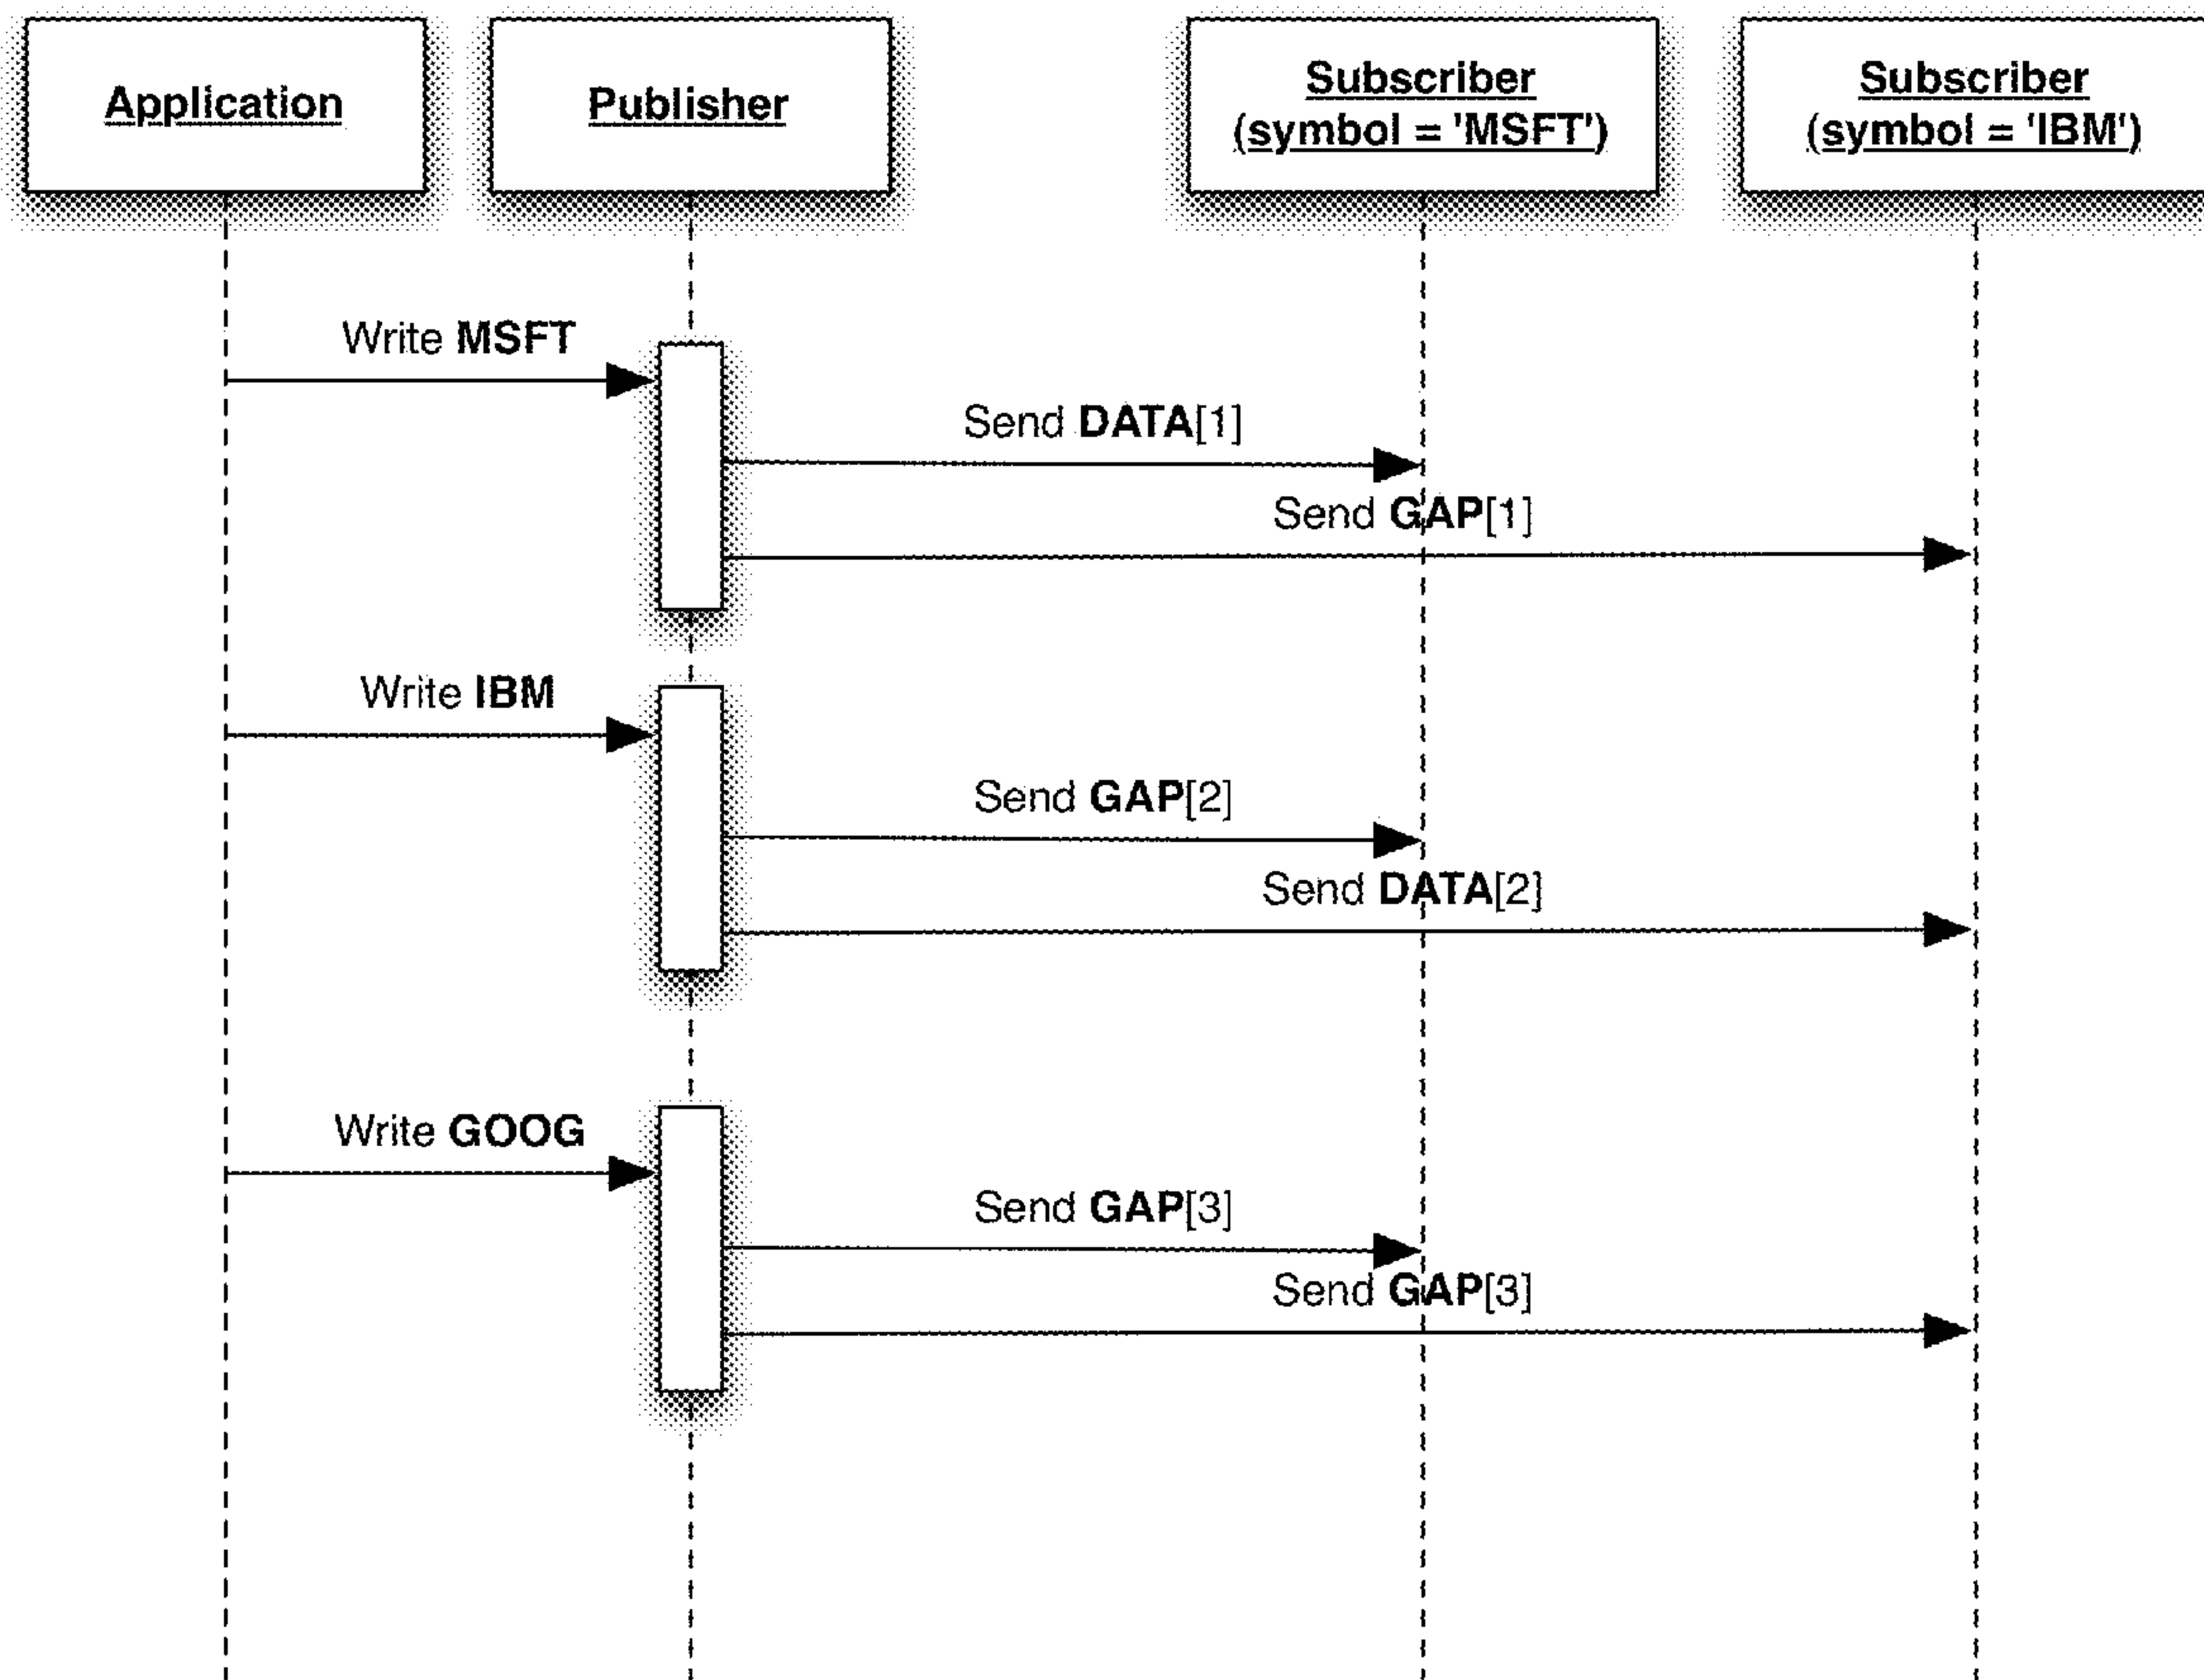 Application
Publisher
Subscriber
(symbol = 'MSFT')
Subscriber
(symbol = 'IBM')
Write MSFT
Send DATA[1]
Send GAP[1]
Write IBM
Send GAP[2]
Send DATA[2]
Write GOOG
Send GAP[3]
Send GAP[3]